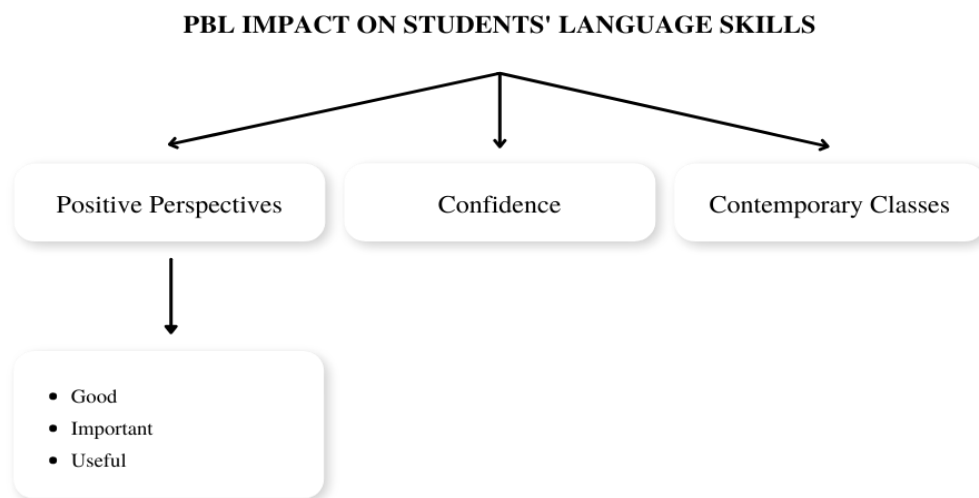 PBL IMPACT ON STUDENTS' LANGUAGE SKILLS
Positive Perspectives
Confidence
Contemporary Classes
• Good
• Important
• Useful